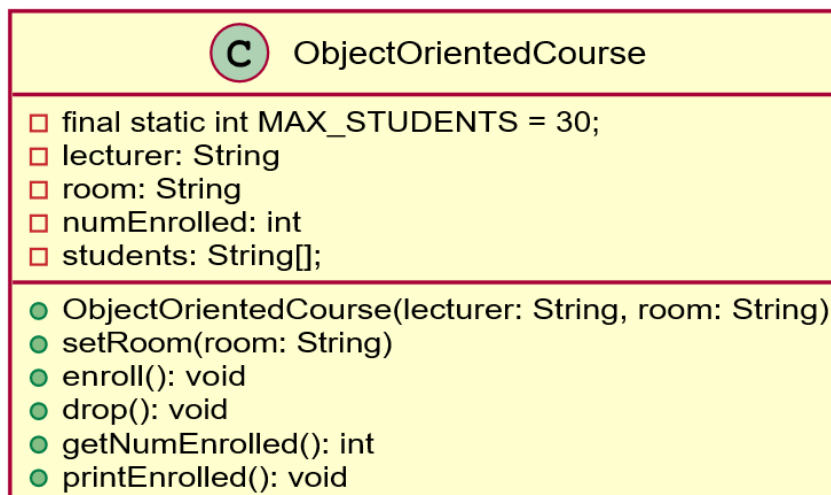 C ObjectOrientedCourse
final static int MAX_STUDENTS = 30;
lecturer: String
room: String
numEnrolled: int
students: String[];
ObjectOrientedCourse(lecturer: String, room: String)
setRoom(room: String)
enroll(): void
drop(): void
getNumEnrolled(): int
printEnrolled(): void